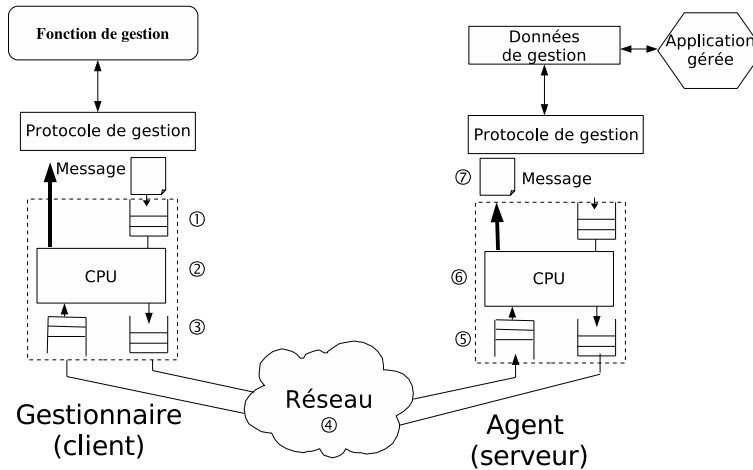 Fonction de gestion
Protocole de gestion
Message
①
②
CPU
③
Gestionnaire
(client)
Réseau
④
Données
de gestion
Application
gérée
Protocole de gestion
⑦
Message
⑥
CPU
⑤
Agent
(serveur)